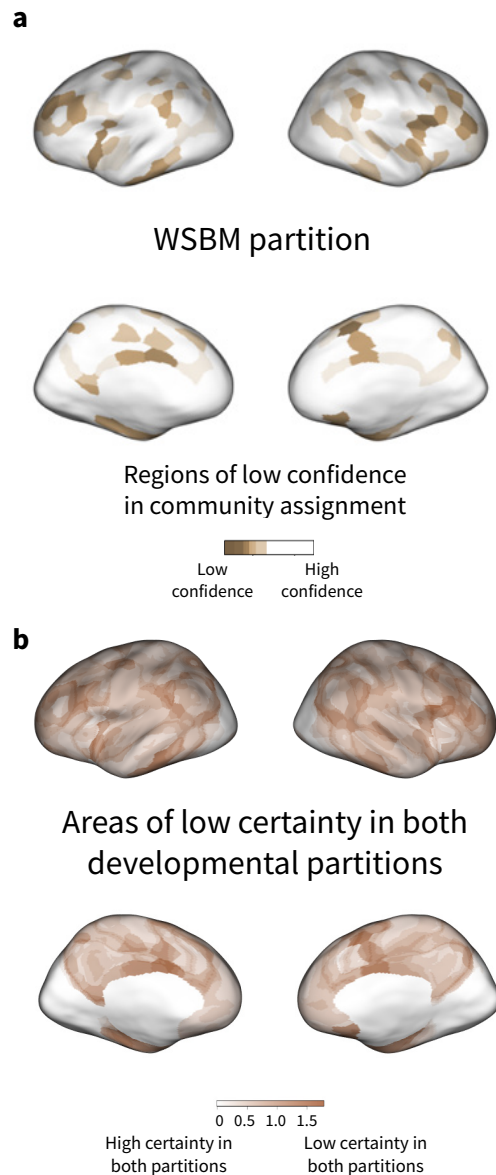 a
WSBM partition
Regions of low confidence
in community assignment
Low
confidence
High
confidence
b
Areas of low certainty in both
developmental partitions
0 0.5 1.0 1.5
High certainty in
both partitions
Low certainty in
both partitions